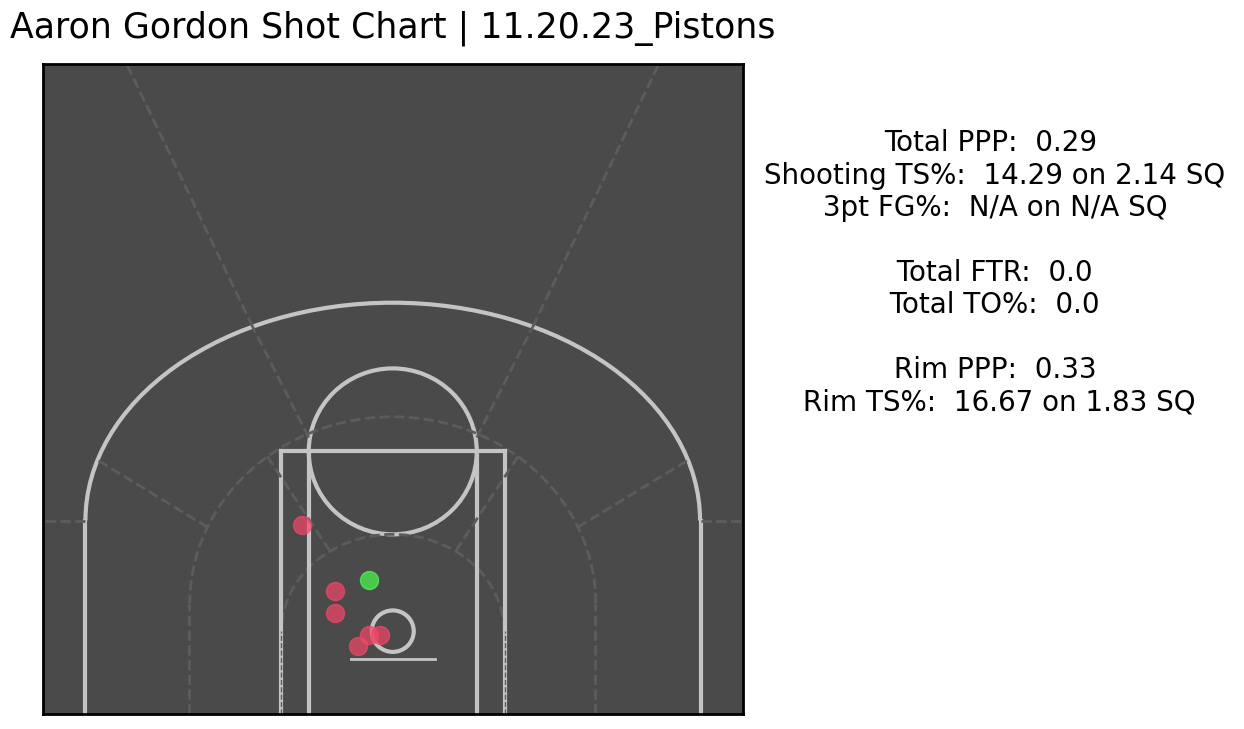 Aaron Gordon Shot Chart | 11.20.23_Pistons
Total PPP:  0.29
Shooting TS%:  14.29 on 2.14 SQ
3pt FG%:  N/A on N/A SQ
Total FTR:  0.0
Total TO%:  0.0
Rim PPP:  0.33
Rim TS%:  16.67 on 1.83 SQ